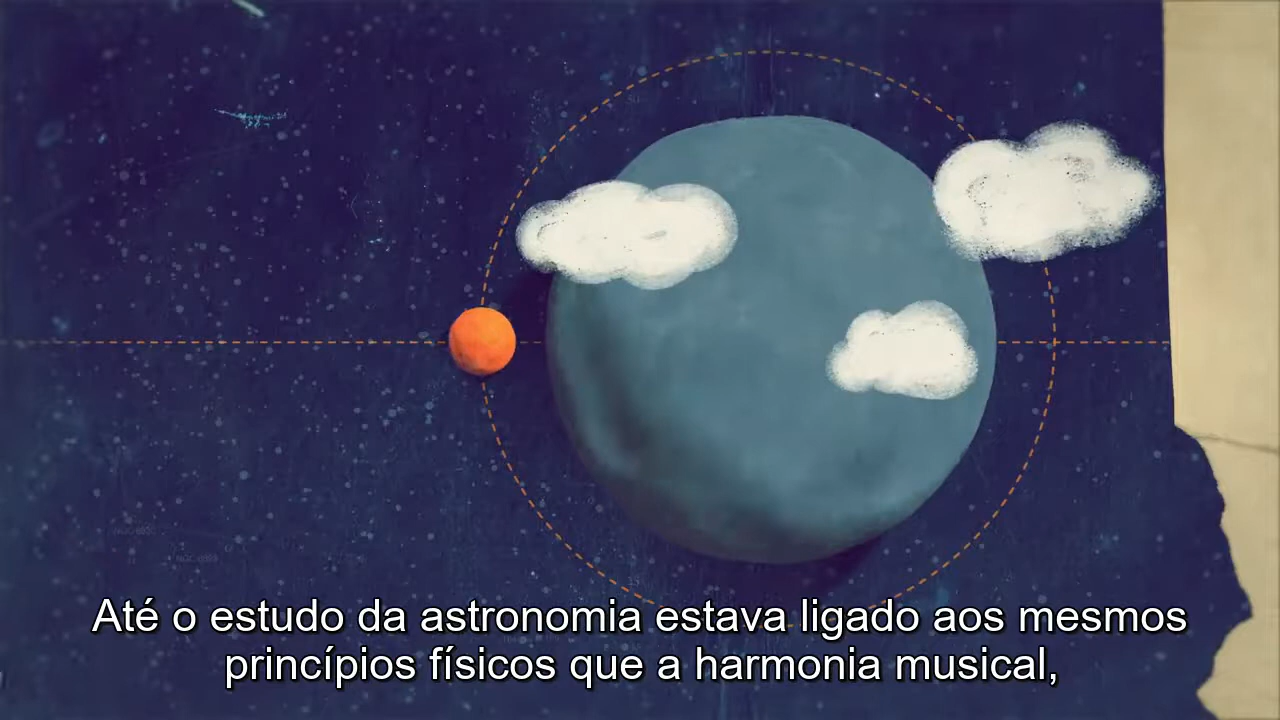 Até o estudo da astronomia estava ligado aos mesmos
princípios físicos que a harmonia musical,